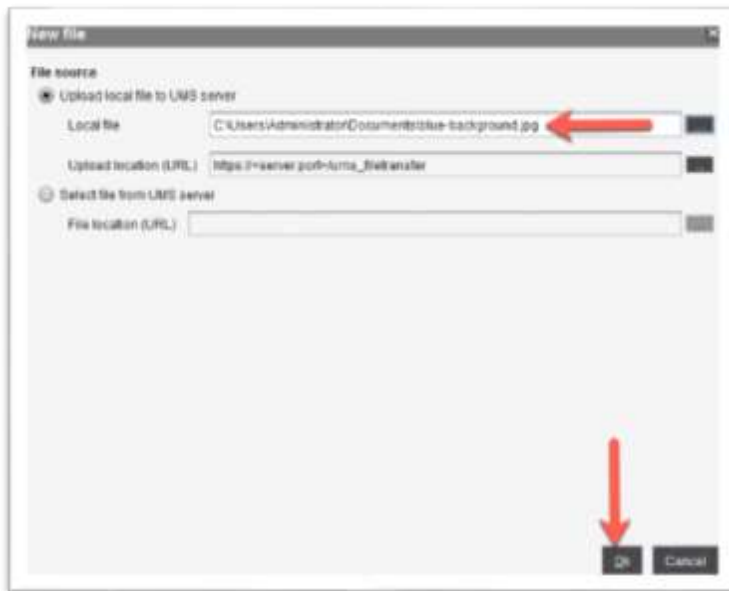 New file
File source
Upload local file to UMS server
Local file C:\Users\Administrator\Documents\blue-background.jpg
Upload location (URL) https://<server:port>/ums_filetransfer
Select file from UMS server
File location (URL)
Ok Cancel